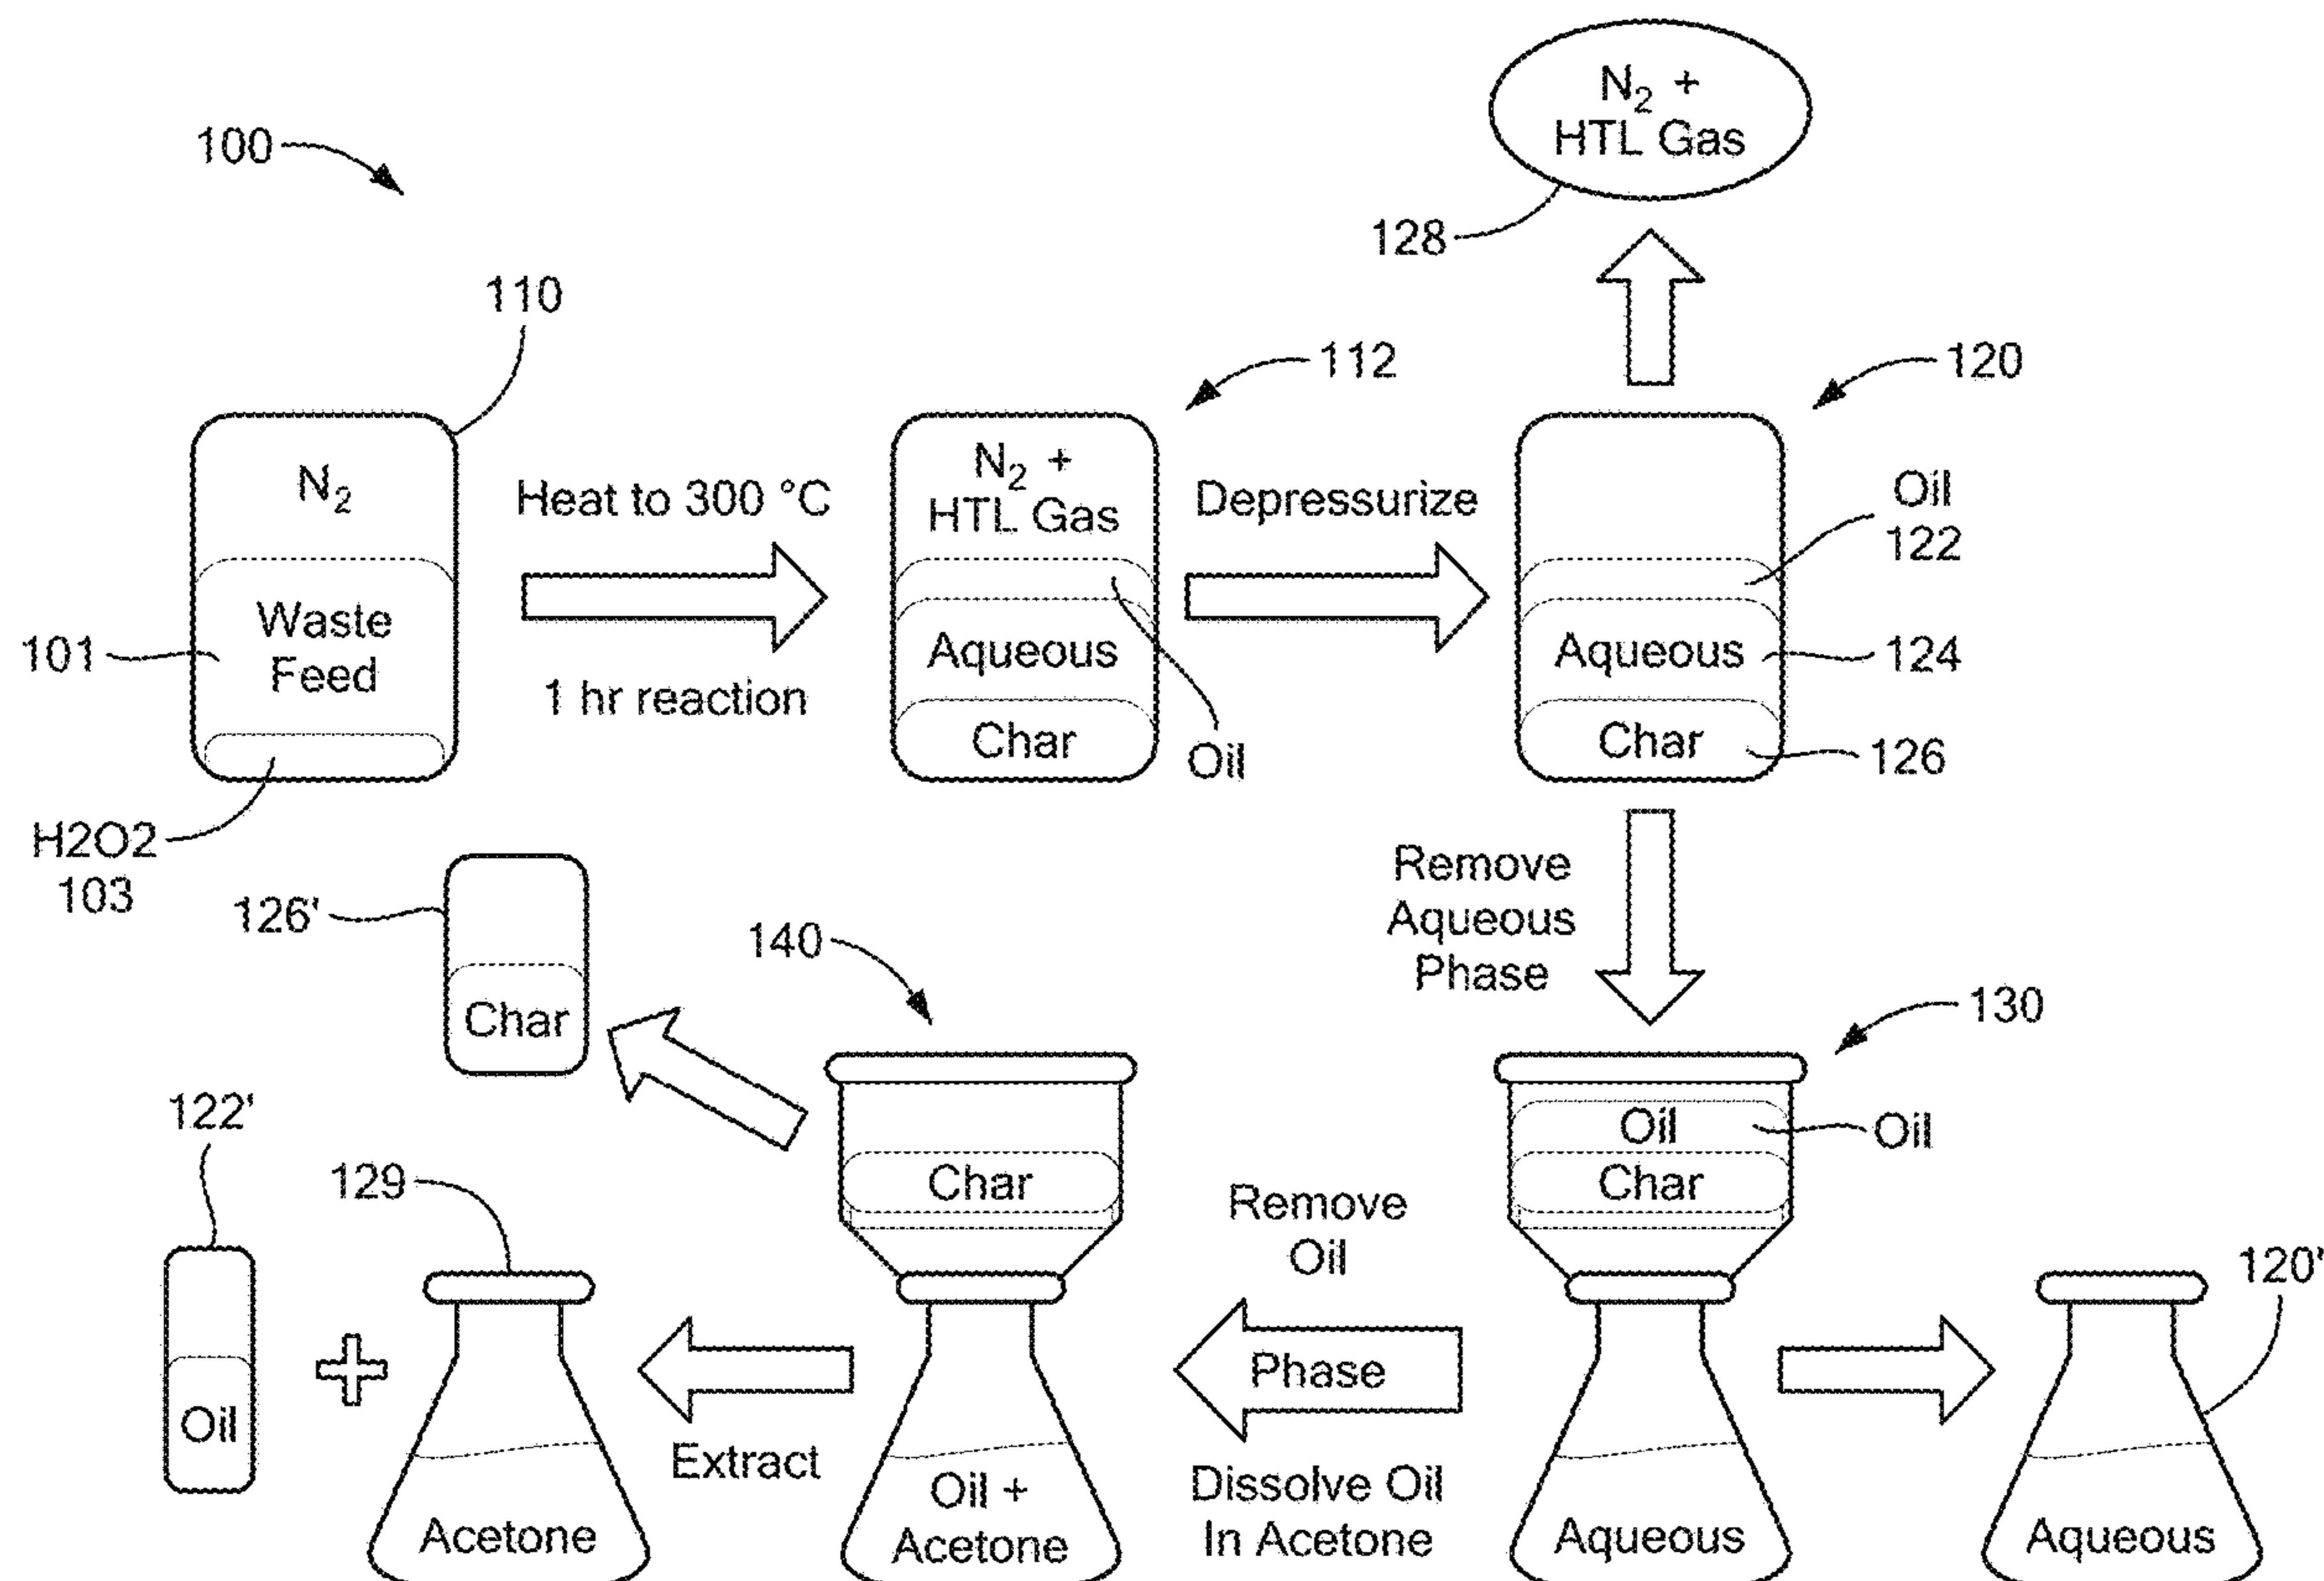 100
N2 +
HTL Gas
128
110
112
120
N2
Waste
Feed
101
H2O2
103
Heat to 300 °C
1 hr reaction
N2 +
HTL Gas
Aqueous
Char
Oil
Depressurize
Oil
122
Aqueous
124
Char
126
Remove
Aqueous
Phase
130
Oil
Oil
Char
Aqueous
120'
Aqueous
Remove
Oil
Phase
Dissolve Oil
In Acetone
140
Char
Oil +
Acetone
126'
Char
Extract
129
Acetone
122'
Oil